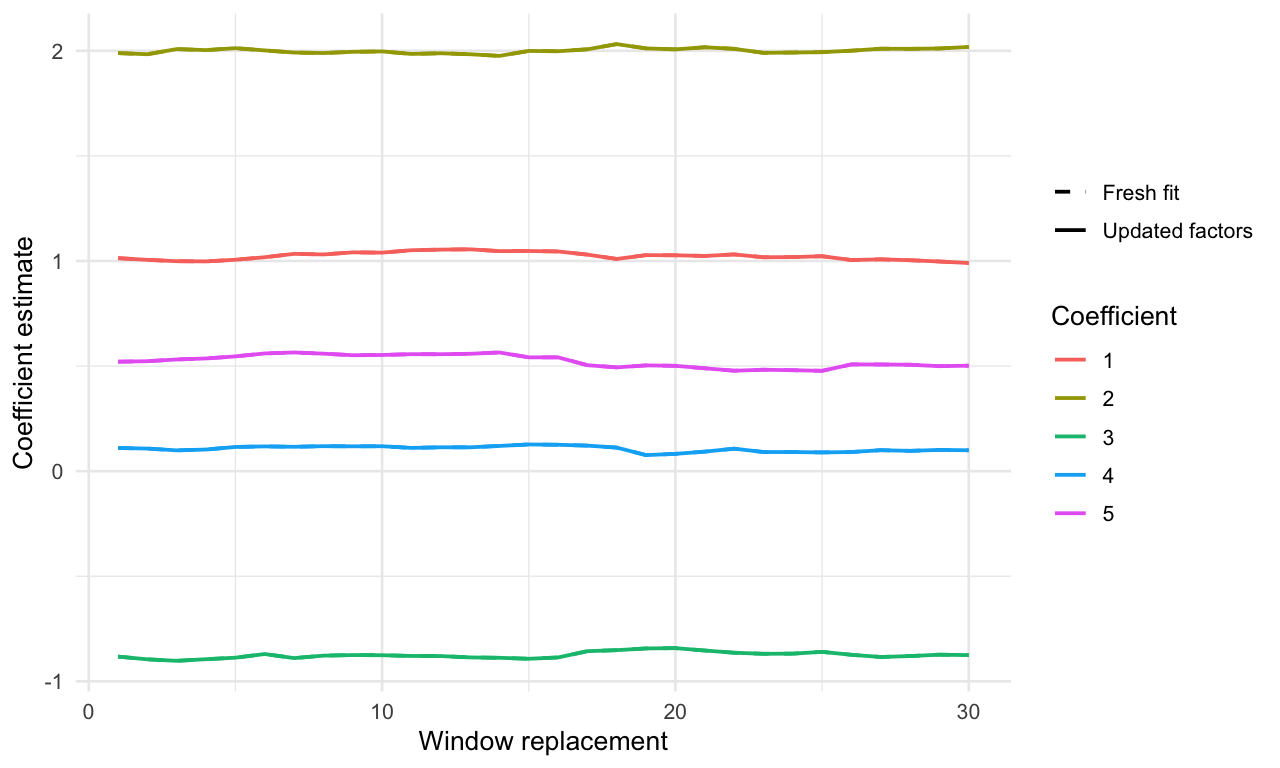 2
1
0
-1
Coefficient estimate
0
10
20
30
Window replacement
Fresh fit
Updated factors
Coefficient
1
2
3
4
5